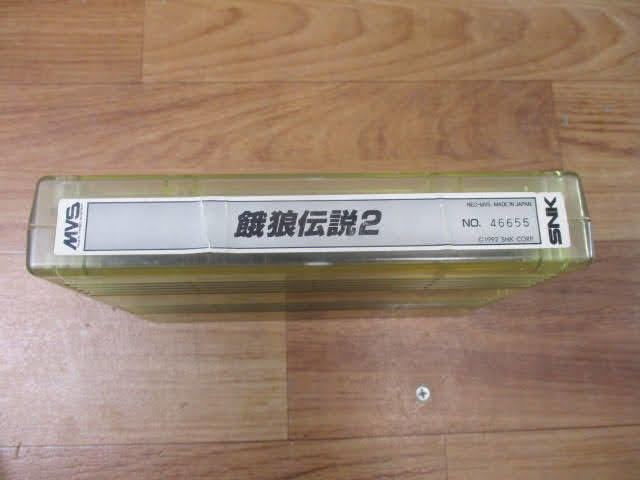 MVS
餓狼伝説2
NEO-MVS MADE IN JAPAN
NO. 46655
©1992 SNK CORP.
SNK